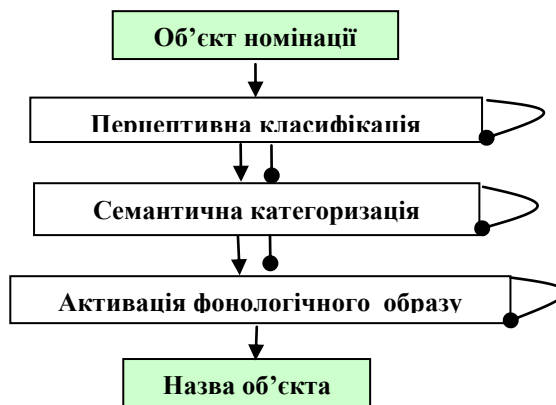 Об’єкт номінації
Перцептивна класифікація
Семантична категоризація
Активація фонологічного образу
Назва об’єкта